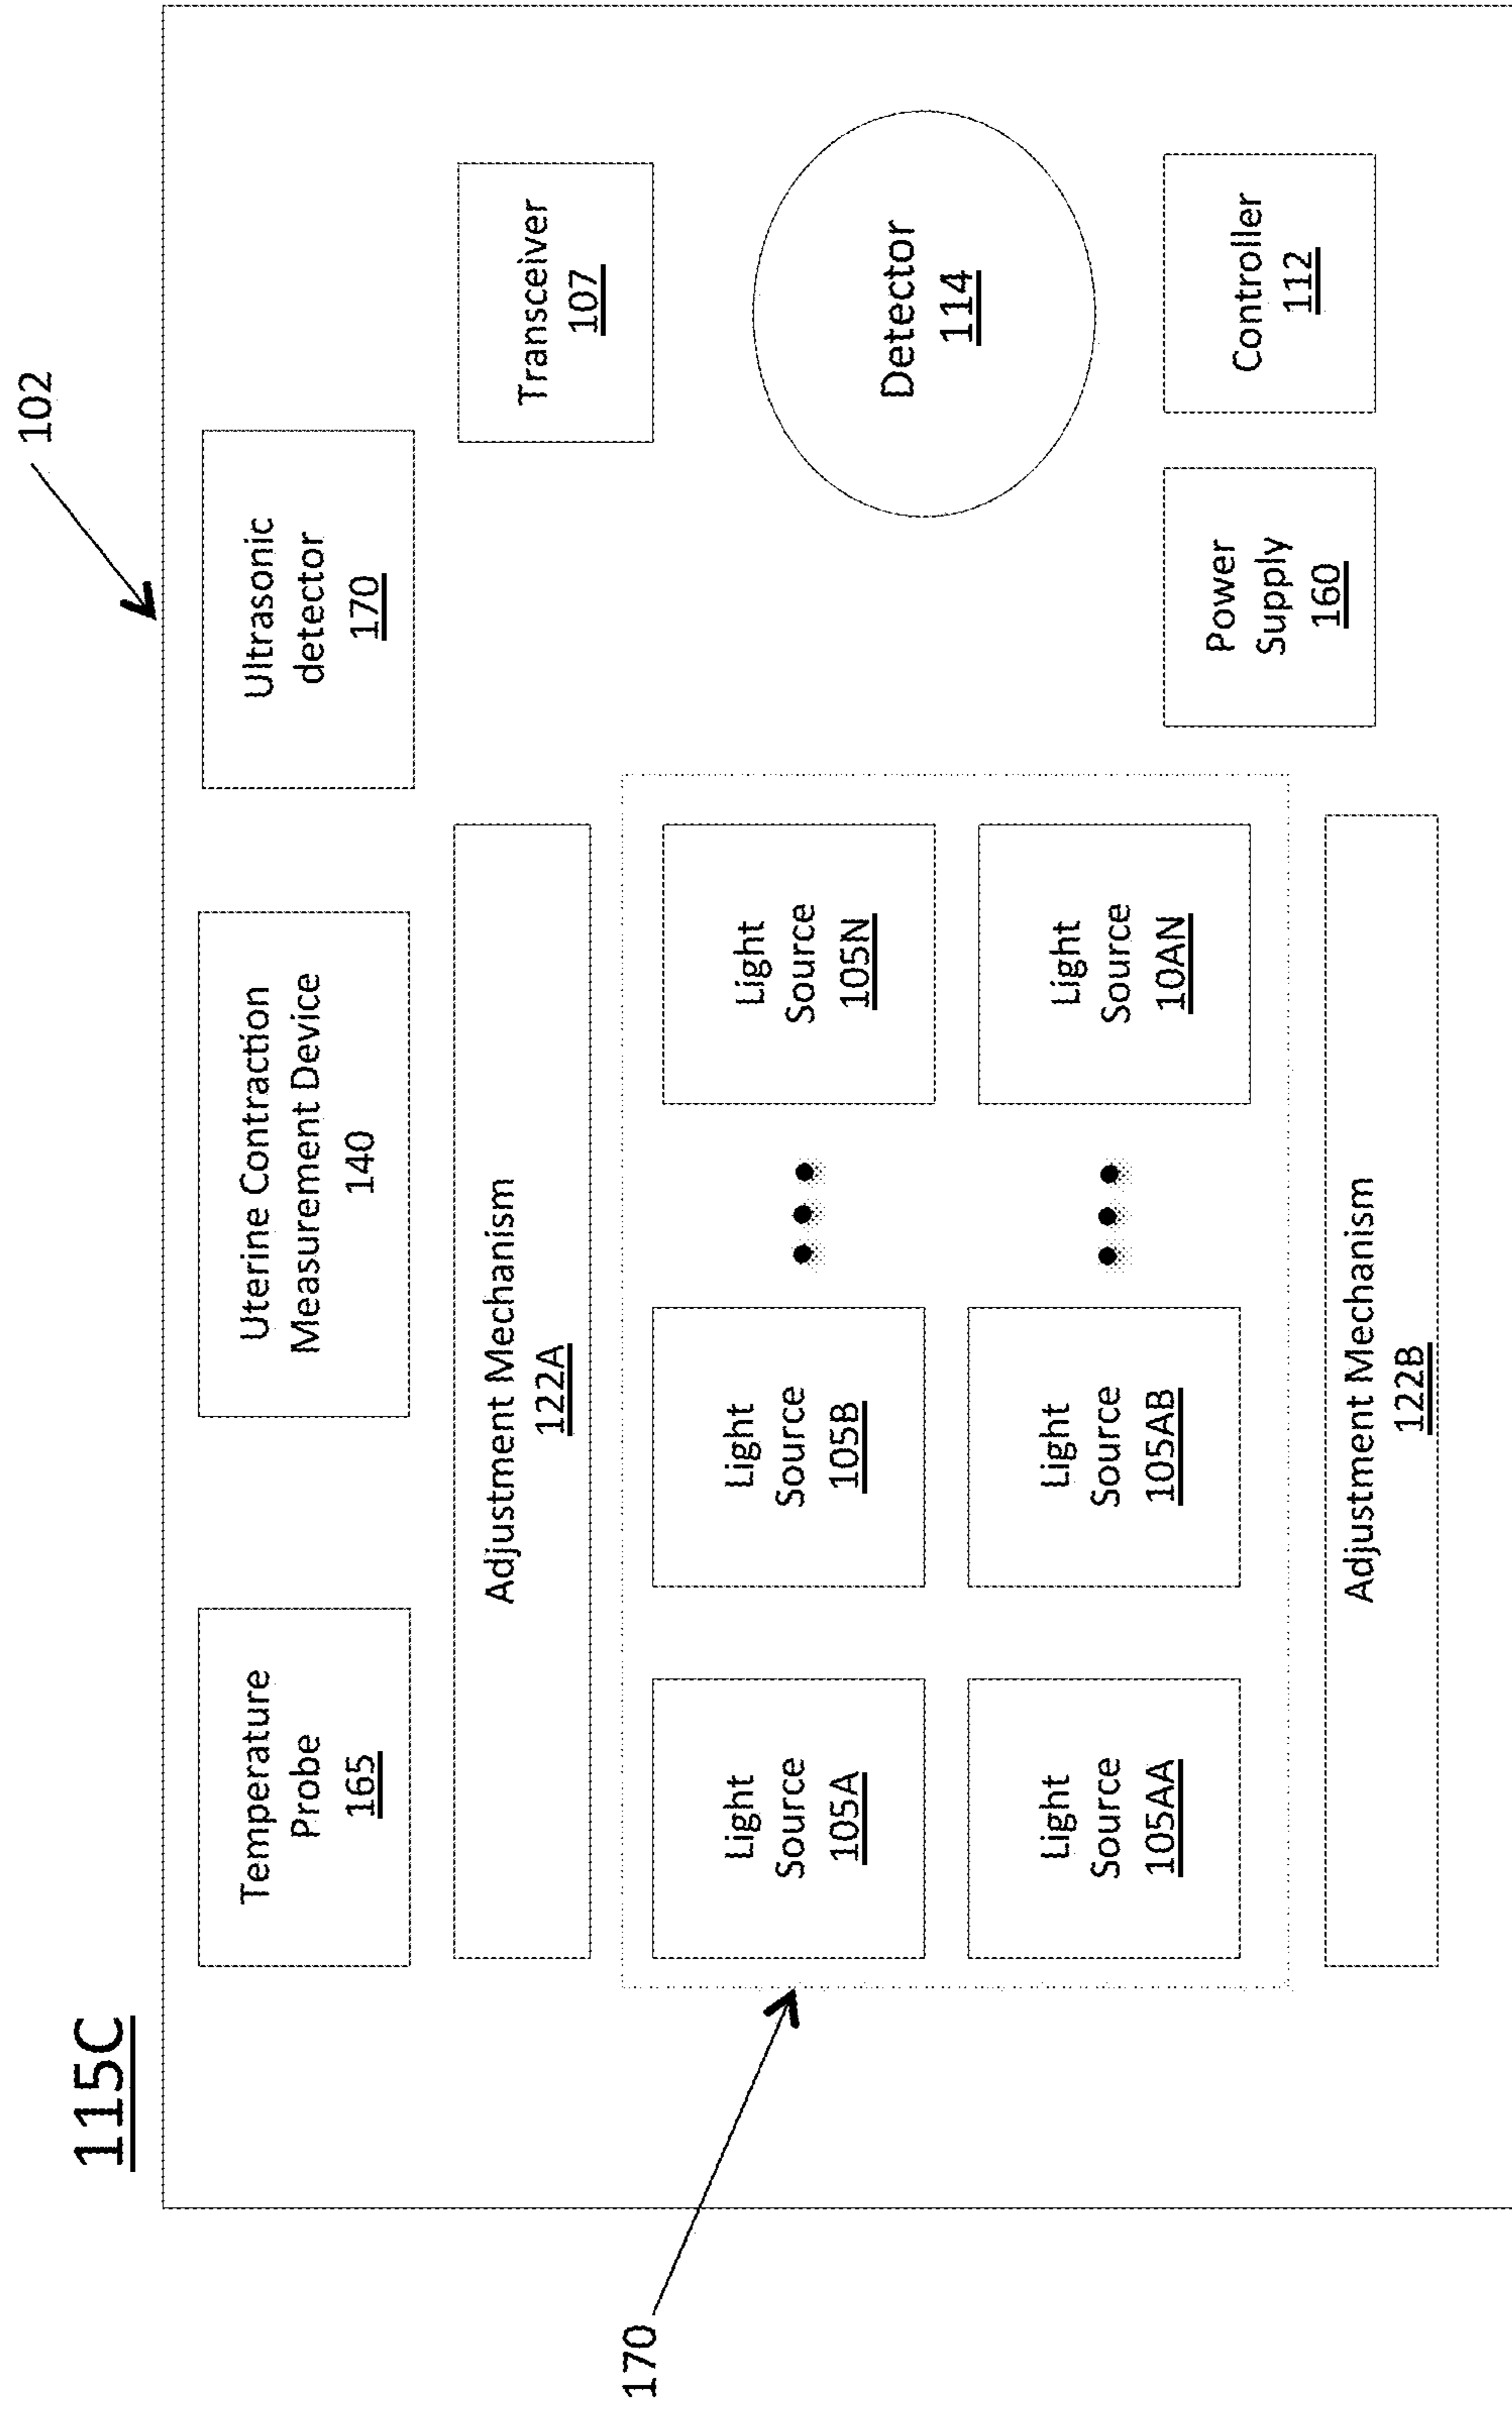 115C
102
Temperature
Probe
165
Uterine Contraction
Measurement Device
140
Ultrasonic
detector
170
Adjustment Mechanism
122A
Transceiver
107
170
Light
Source
105A
Light
Source
105B
Light
Source
105N
Light
Source
105AA
Light
Source
105AB
Light
Source
10AN
Detector
114
Adjustment Mechanism
122B
Power
Supply
160
Controller
112